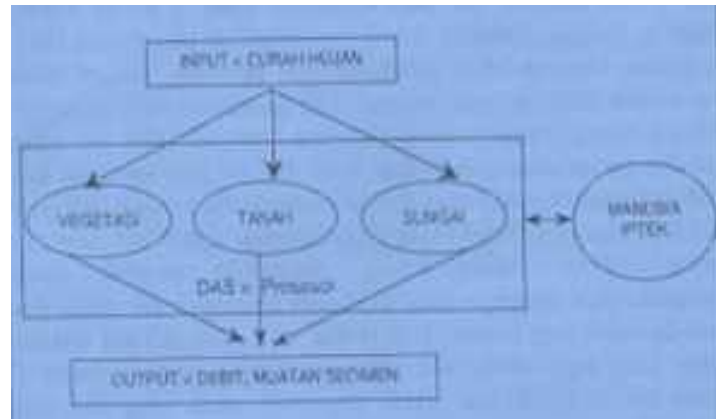 INPUT = CURAH HUJAN
VEGETASI
TANAH
SUNGAI
MANUSIA
IPTEK
DAS = Prosesor
OUTPUT = DEBIT, MUATAN SEDIMEN